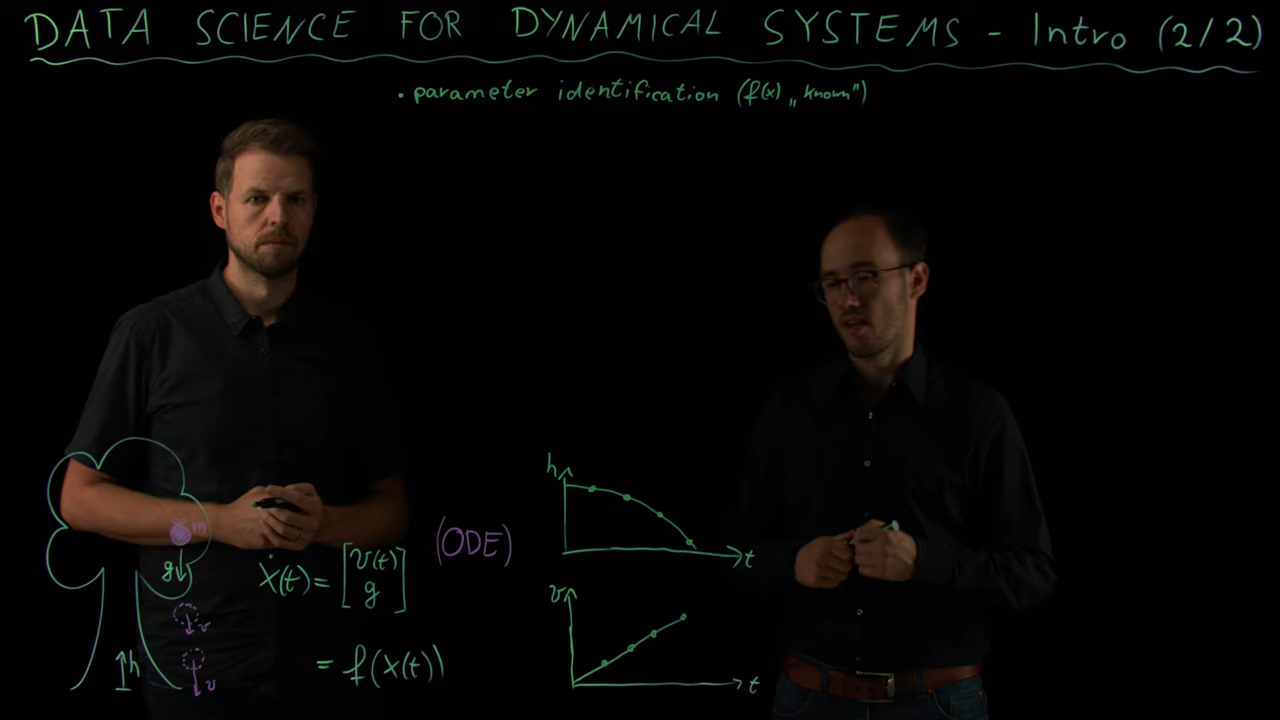 DATA SCIENCE FOR DYNAMICAL SYSTEMS - Intro (2/2)
• parameter identification (f(x) „known")
h
t
m
g
ẋ(t) = [v(t) g]
(ODE)
v
v
t
h
v
= f(x(t))